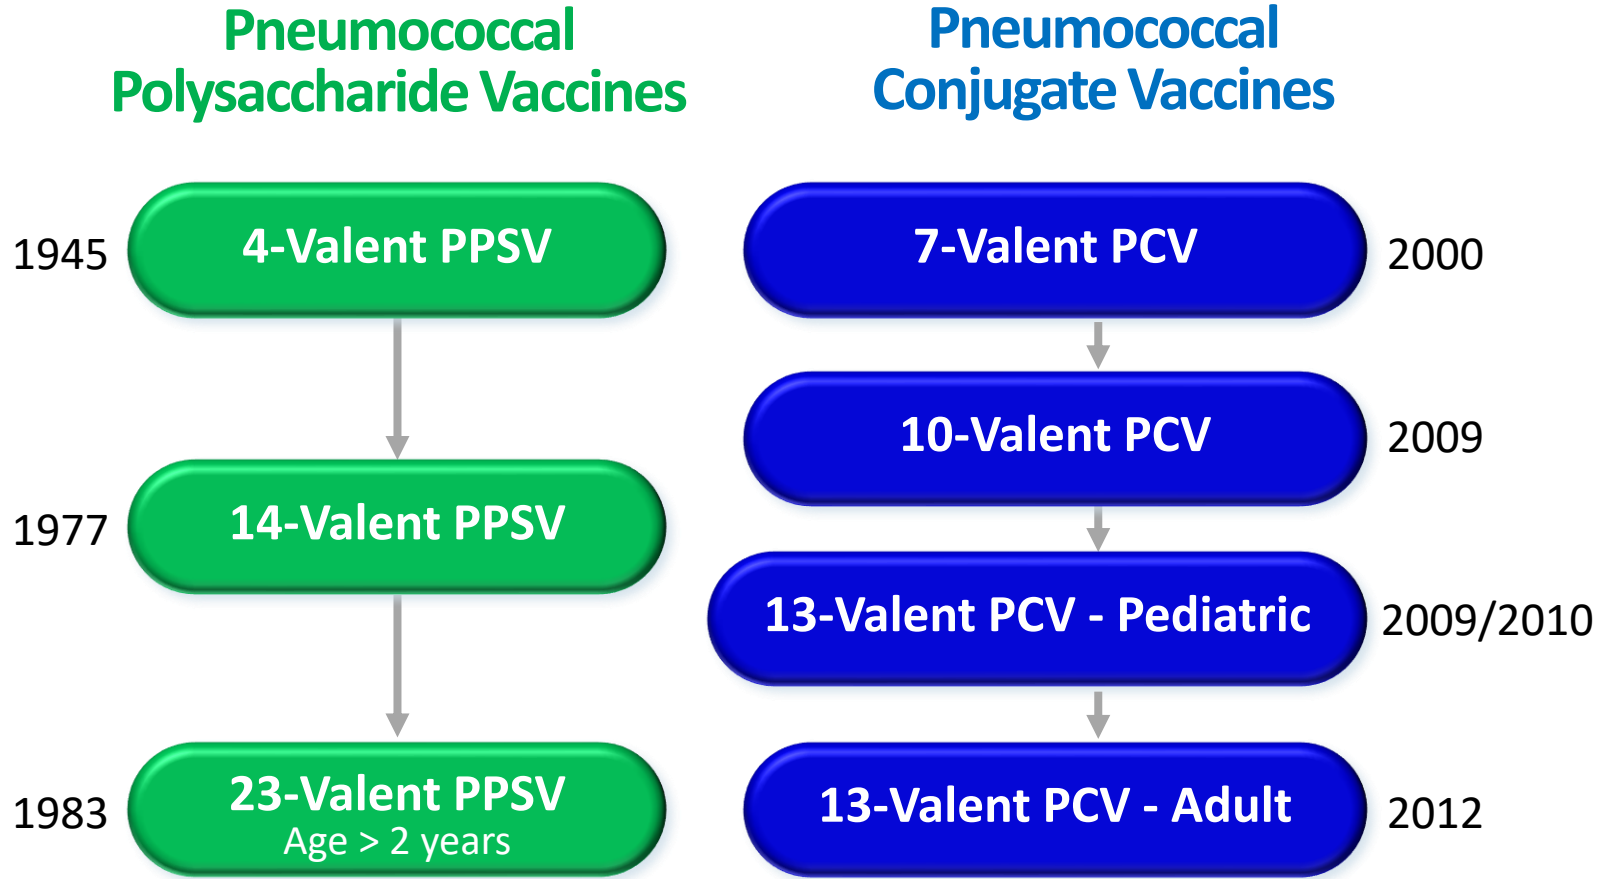 Pneumococcal
Polysaccharide Vaccines
1945
4-Valent PPSV
1977
14-Valent PPSV
1983
23-Valent PPSV
Age > 2 years
Pneumococcal
Conjugate Vaccines
7-Valent PCV
2000
10-Valent PCV
2009
13-Valent PCV - Pediatric
2009/2010
13-Valent PCV - Adult
2012